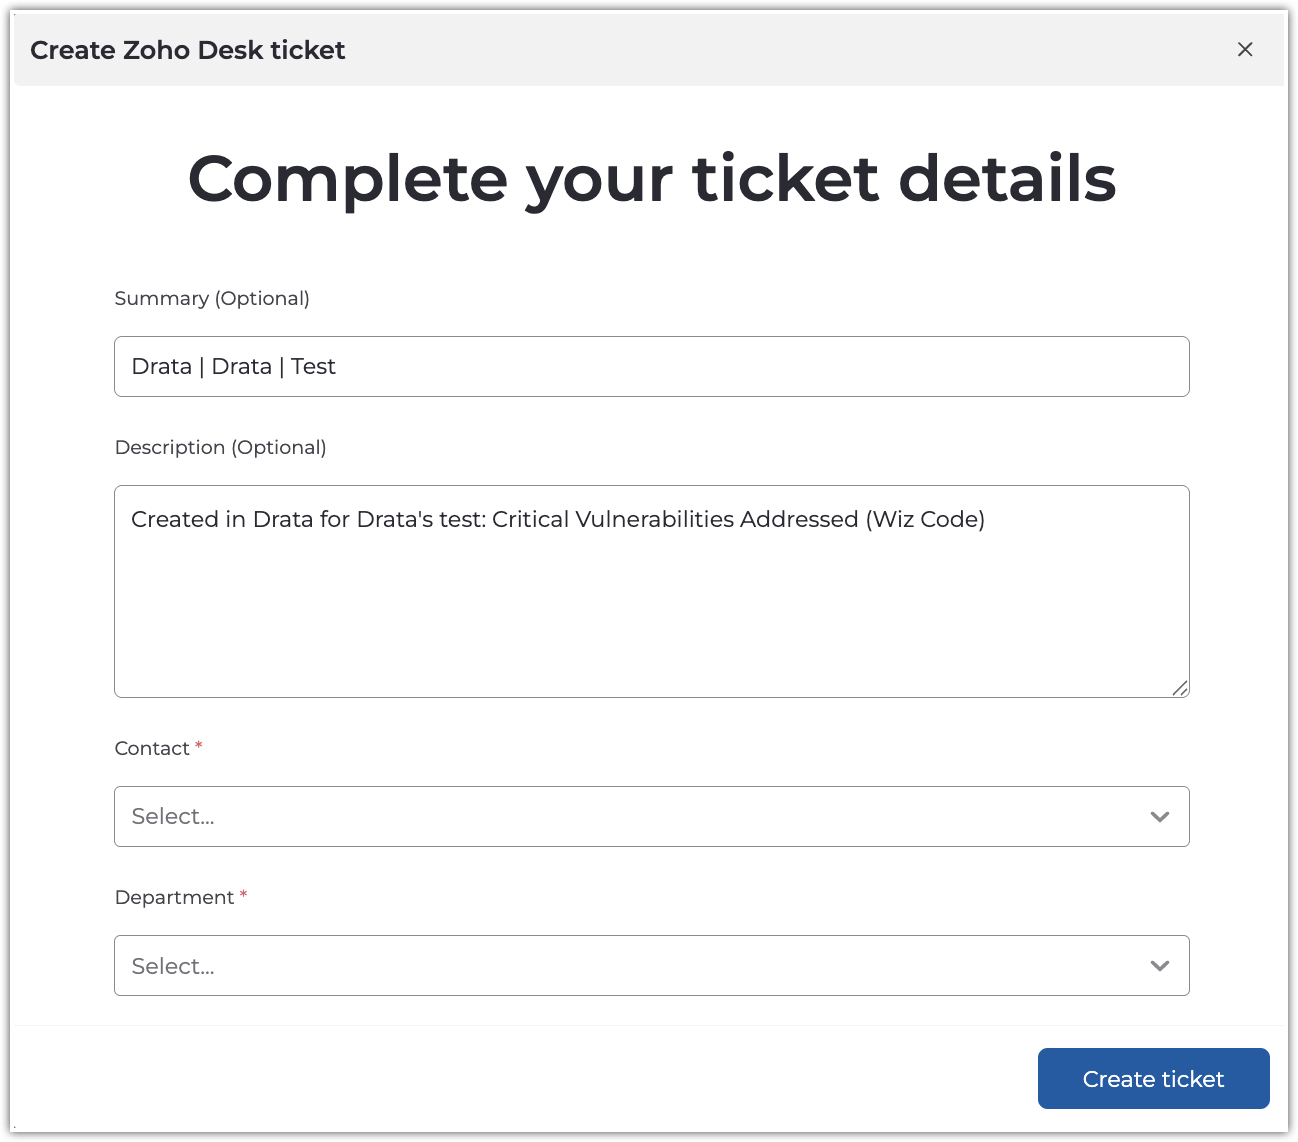 Create Zoho Desk ticket
Complete your ticket details
Summary (Optional)
Drata | Drata | Test
Description (Optional)
Created in Drata for Drata's test: Critical Vulnerabilities Addressed (Wiz Code)
Contact *
Select...
Department *
Select...
Create ticket